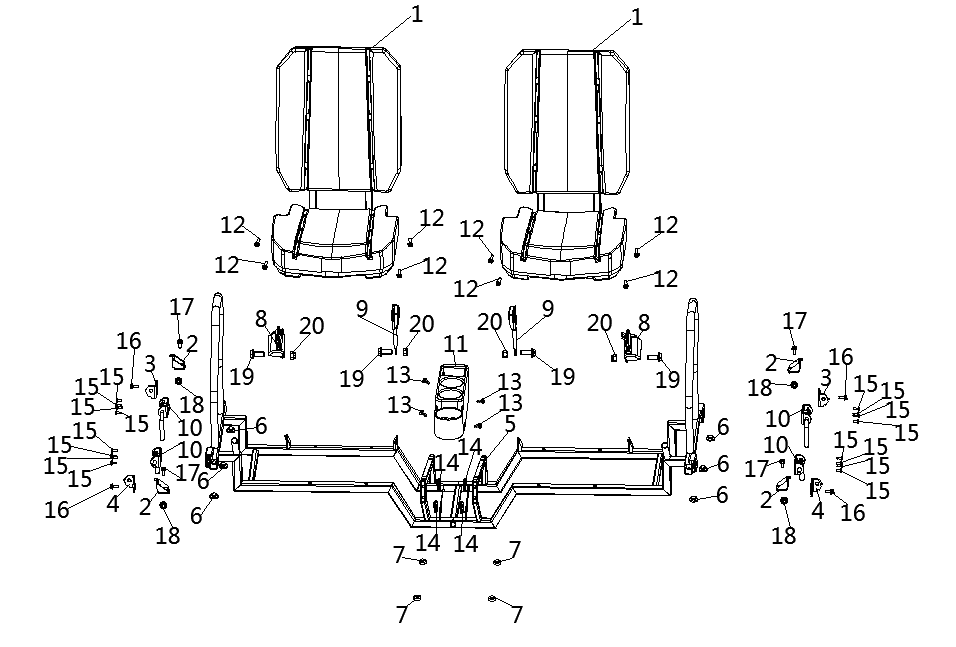 1 1
12 12 12 12
12 12 12 12
17 8 20 9 20 20 9 20 8 17
16 3 2 11 2 16
19 19 13 13 19 19 3
15 15 18 13 13 18 15 15
15 15 10 6 5 10 15 15
15 10 14 6 10 15 15
15 15 17 6 14 6 17 15 15
15 2 2 15
16 4 6 6 4 16
18 14 14 18
7 7
7 7